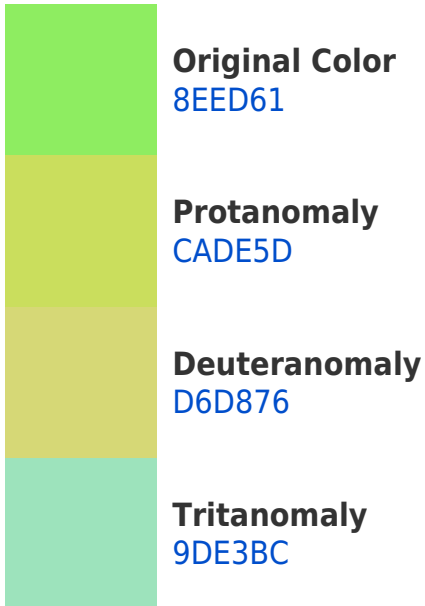 Original Color
8EED61
Protanomaly
CADE5D
Deuteranomaly
D6D876
Tritanomaly
9DE3BC